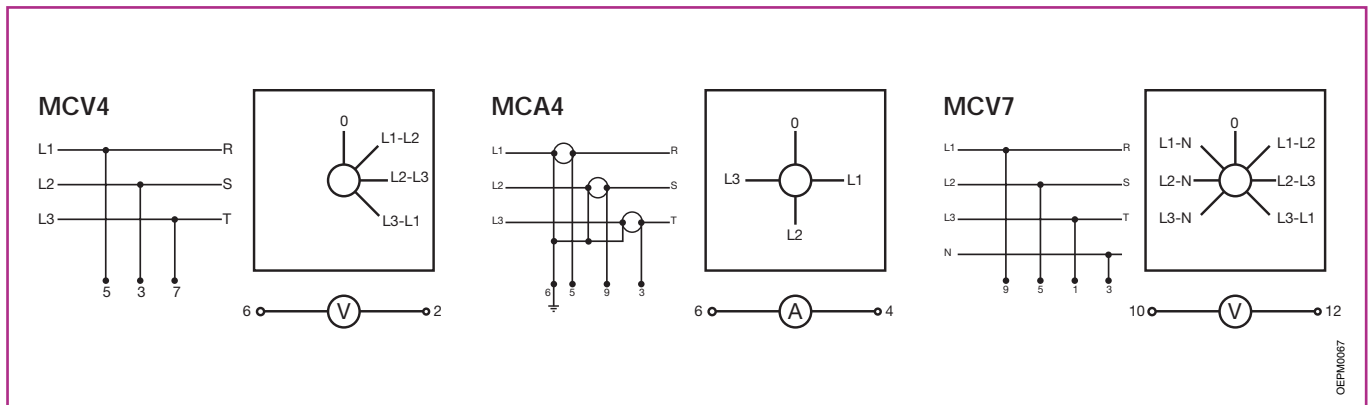 MCV4
L1 R
L2 S
L3 T
5 3 7
0
L1-L2
L2-L3
L3-L1
6 V 2
MCA4
L1 R
L2 S
L3 T
6 5 9 3
0
L3 L1
L2
6 A 4
MCV7
L1 R
L2 S
L3 T
N
9 5 1 3
0
L1-N L1-L2
L2-N L2-L3
L3-N L3-L1
10 V 12
OEPM0067